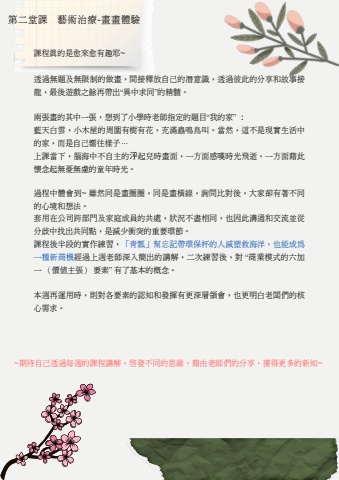 第二堂課　藝術治療-畫畫體驗
課程真的是愈來愈有趣耶~
透過無題及無限制的做畫，間接釋放自己的潛意識，透過彼此的分享和故事接
龍，最後遊戲之餘再帶出“異中求同”的精髓。
兩張畫的其中一張，想到了小學時老師指定的題目“我的家” ：
藍天白雲，小木屋的周圍有樹有花，充滿蟲鳴鳥叫。當然，這不是現實生活中
的家，而是自己嚮往樣子…
上課當下，腦海中不自主的浮起兒時畫面，一方面感嘆時光飛逝，一方面藉此
懷念起無憂無慮的童年時光。
過程中體會到~ 雖然同是畫圈圈，同是畫橫線，詢問比對後，大家卻有著不同
的心境和想法。
套用在公司跨部門及家庭成員的共處，狀況不盡相同，也因此溝通和交流並從
分歧中找出共同點，是減少衝突的重要環節。
課程後半段的實作練習，「青瓢」幫忘記帶環保杯的人減塑救海洋，也能成爲
一種新商機經過上週老師深入簡出的講解，二次練習後，對 “商業模式的六加
一 （ 價值主張） 要素” 有了基本的概念。
本週再運用時，則對各要素的認知和發揮有更深層領會，也更明白老闆們的核
心需求。
~期待自己透過每週的課程講解，啓發不同的思維，藉由老師們的分享，獲得更多的新知~